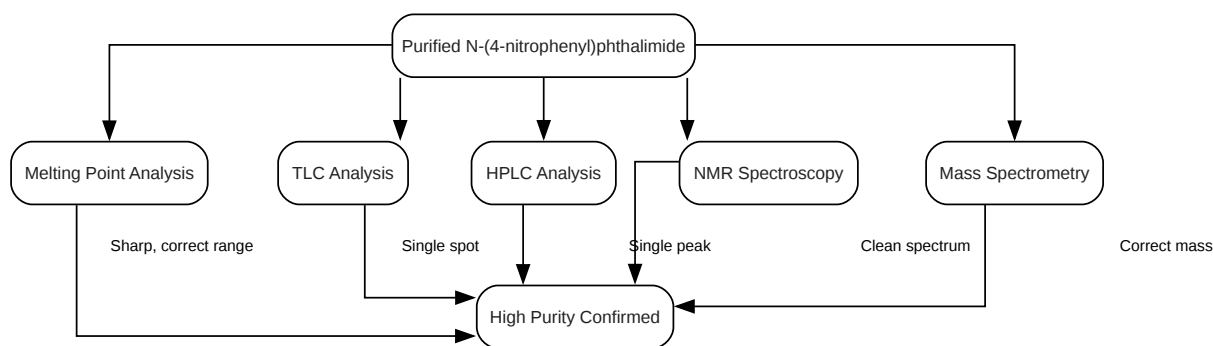 Purified N-(4-nitrophenyl)phthalimide
Melting Point Analysis
TLC Analysis
HPLC Analysis
NMR Spectroscopy
Mass Spectrometry
Sharp, correct range
Single spot
Single peak
Clean spectrum
Correct mass
High Purity Confirmed